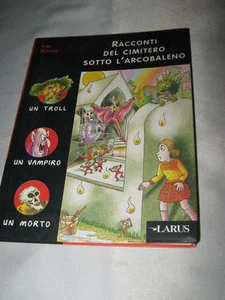 RACCONTI
DEL CIMITERO
SOTTO L'ARCOBALENO
UN TROLL
UN VAMPIRO
UN MORTO
LARUS